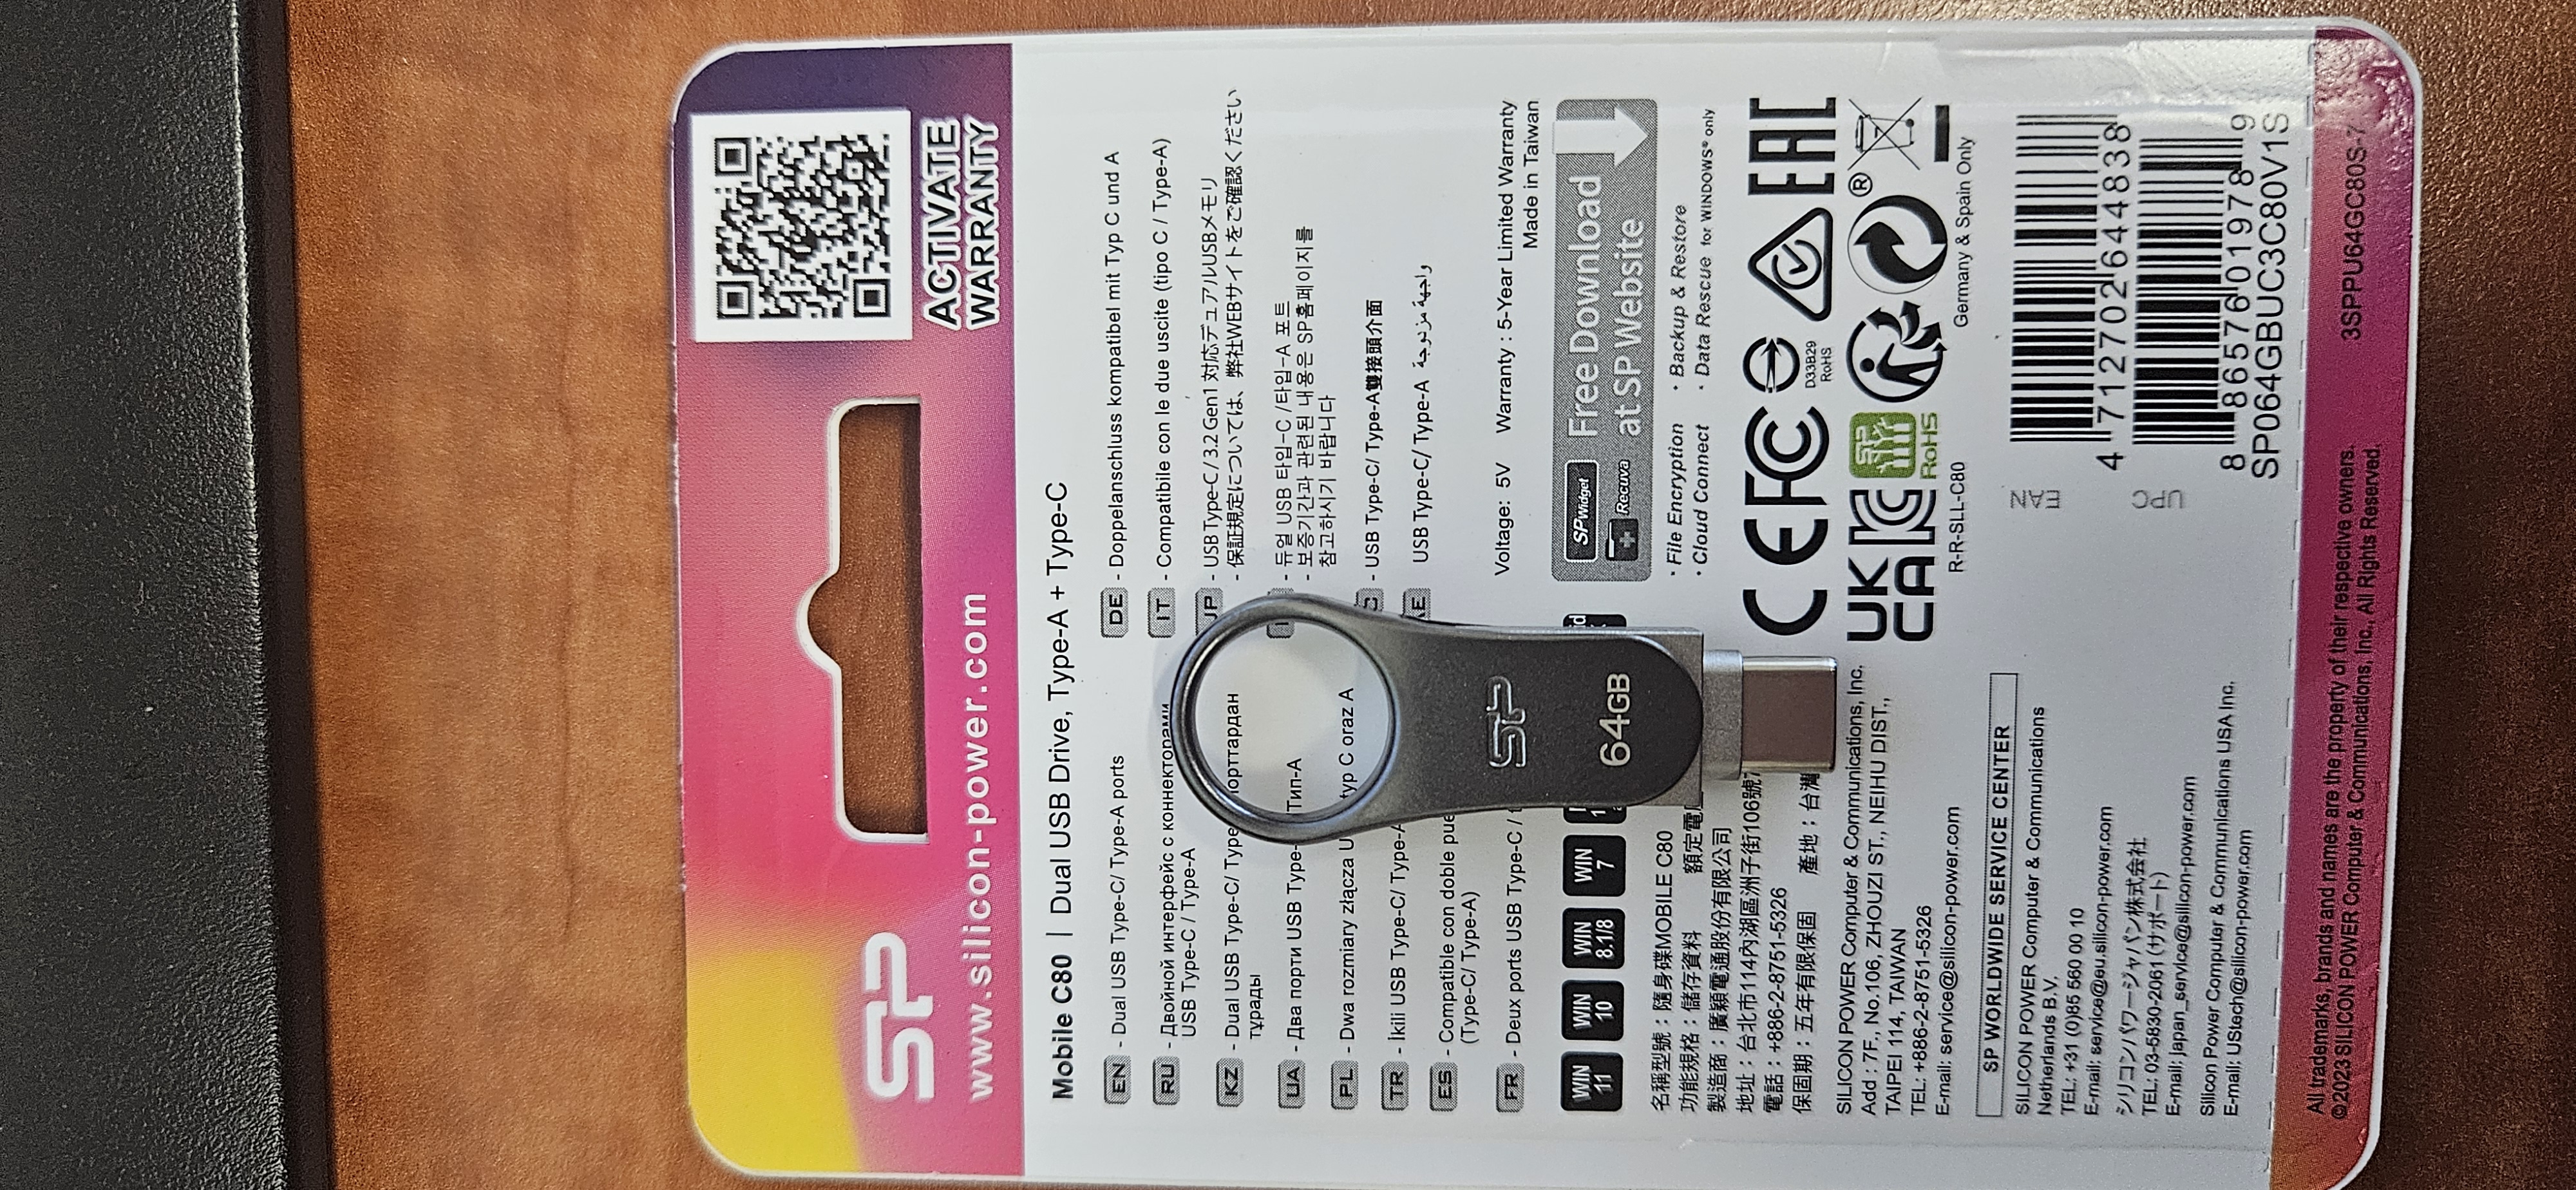 SP
www.silicon-power.com
ACTIVATE
WARRANTY
Mobile C80 | Dual USB Drive, Type-A + Type-C
EN - Dual USB Type-C/ Type-A ports
RU - Двойной интерфейс с коннекторами
USB Type-C / Type-A
KZ - Dual USB Type-C/ Type порттардан
тұрады
UA - Два порти USB Type- Тип-A
PL - Dwa rozmiary złącza U typ C oraz A
TR - İkili USB Type-C/ Type-A
ES - Compatible con doble pue
(Type-C/ Type-A)
FR - Deux ports USB Type-C /
DE - Doppelanschluss kompatibel mit Typ C und A
IT - Compatibile con le due uscite (tipo C / Type-A)
JP - USB Type-C / 3.2 Gen1 対応デュアルUSBメモリ
- 保証規定については、弊社WEBサイトをご確認ください
- 듀얼 USB 타입-C /타입-A 포트
- 보증기간과 관련된 내용은 SP홈페이지를
참고하시기 바랍니다
- USB Type-C/ Type-A雙接頭介面
AE USB Type-C/ Type-A واجهة مزدوجة
Voltage: 5V Warranty : 5-Year Limited Warranty
Made in Taiwan
SP
64GB
WIN 11
WIN 10
WIN 8.1/8
WIN 7
SP Widget
Recuva
Free Download
at SP Website
· File Encryption · Backup & Restore
· Cloud Connect · Data Rescue for WINDOWS® only
名稱型號：隨身碟MOBILE C80
功能規格：儲存資料 額定電
製造商：廣穎電通股份有限公司
地址：台北市114內湖區洲子街106號7
電話：+886-2-8751-5326
保固期：五年有限保固 產地：台灣
SILICON POWER Computer & Communications, Inc.
Add : 7F., No.106, ZHOUZI ST., NEIHU DIST.,
TAIPEI 114, TAIWAN
TEL: +886-2-8751-5326
E-mail: service@silicon-power.com
CE FC D33B29 RoHS EAC
UKCA SP RoHS ®
R-R-SLL-C80
Germany & Spain Only
SP WORLDWIDE SERVICE CENTER
SILICON POWER Computer & Communications
Netherlands B.V.
TEL: +31 (0)85 560 00 10
E-mail: service@eu.silicon-power.com
シリコンパワージャパン株式会社
TEL: 03-5830-2061 (サポート)
E-mail: japan_service@silicon-power.com
Silicon Power Computer & Communications USA Inc.
E-mail: UStech@silicon-power.com
EAN
4 712702 644838
UPC
8 86576 01978 9
SP064GBUC3C80V1S
All trademarks, brands and names are the property of their respective owners.
©2023 SILICON POWER Computer & Communications, Inc., All Rights Reserved.
3SPPU64GC80S-7